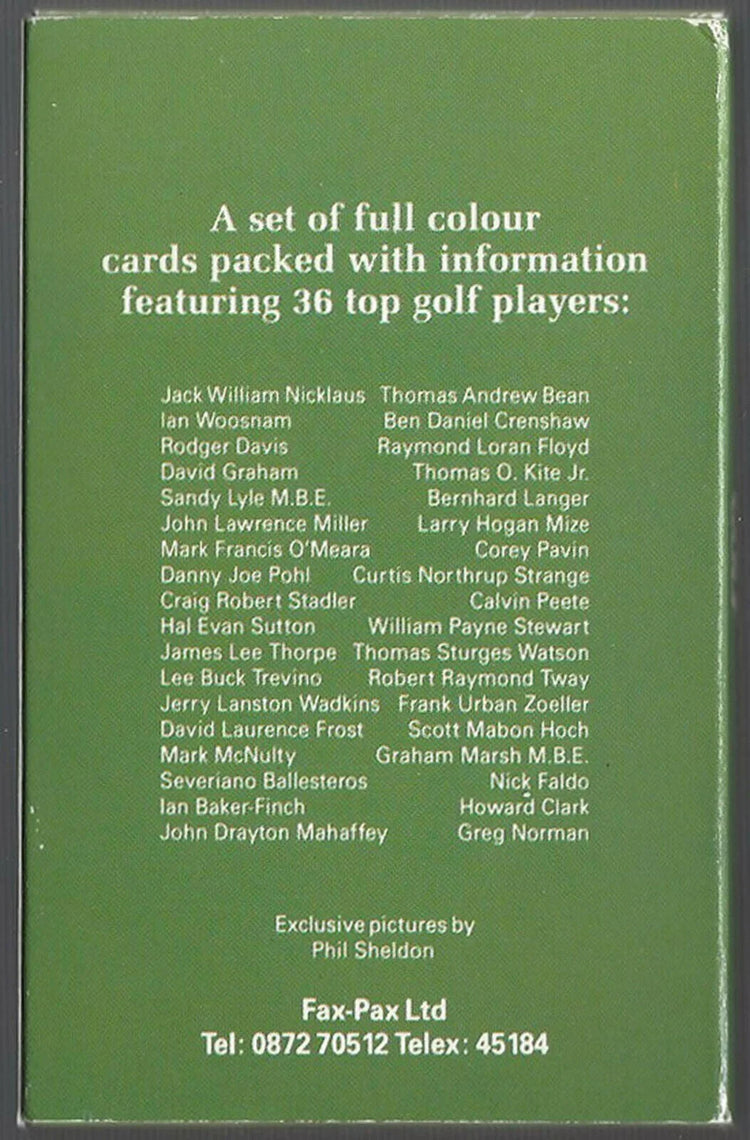 A set of full colour
cards packed with information
featuring 36 top golf players:
Jack William Nicklaus Thomas Andrew Bean
Ian Woosnam Ben Daniel Crenshaw
Rodger Davis Raymond Loran Floyd
David Graham Thomas O. Kite Jr.
Sandy Lyle M.B.E. Bernhard Langer
John Lawrence Miller Larry Hogan Mize
Mark Francis O'Meara Corey Pavin
Danny Joe Pohl Curtis Northrup Strange
Craig Robert Stadler Calvin Peete
Hal Evan Sutton William Payne Stewart
James Lee Thorpe Thomas Sturges Watson
Lee Buck Trevino Robert Raymond Tway
Jerry Lanston Wadkins Frank Urban Zoeller
David Laurence Frost Scott Mabon Hoch
Mark McNulty Graham Marsh M.B.E.
Severiano Ballesteros Nick Faldo
Ian Baker-Finch Howard Clark
John Drayton Mahaffey Greg Norman
Exclusive pictures by
Phil Sheldon
Fax-Pax Ltd
Tel: 0872 70512 Telex: 45184